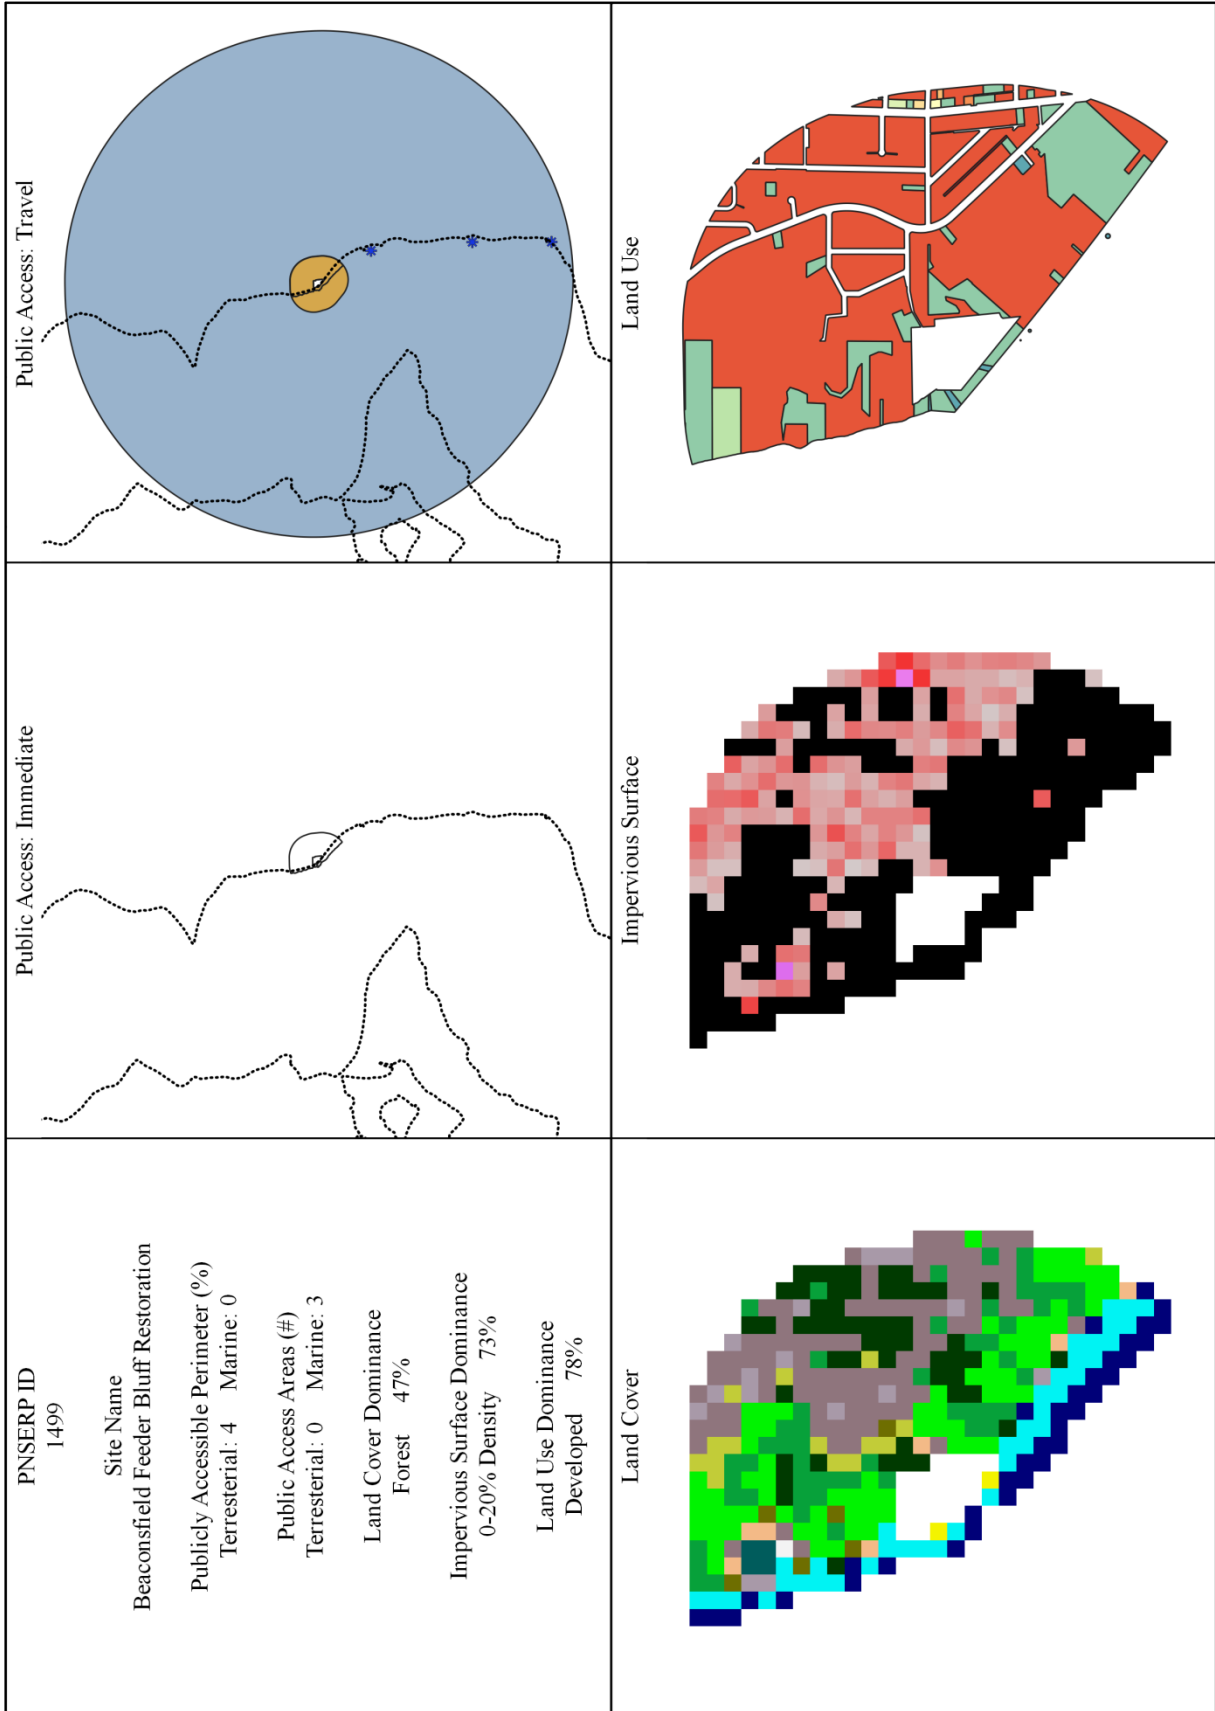 PNSERP ID
1499
Site Name
Beaconsfield Feeder Bluff Restoration
Publicly Accessible Perimeter (%)
Terresterial: 4 Marine: 0
Public Access Areas (#)
Terresterial: 0 Marine: 3
Land Cover Dominance
Forest 47%
Impervious Surface Dominance
0-20% Density 73%
Land Use Dominance
Developed 78%
Public Access: Immediate
Public Access: Travel
Land Cover
Impervious Surface
Land Use